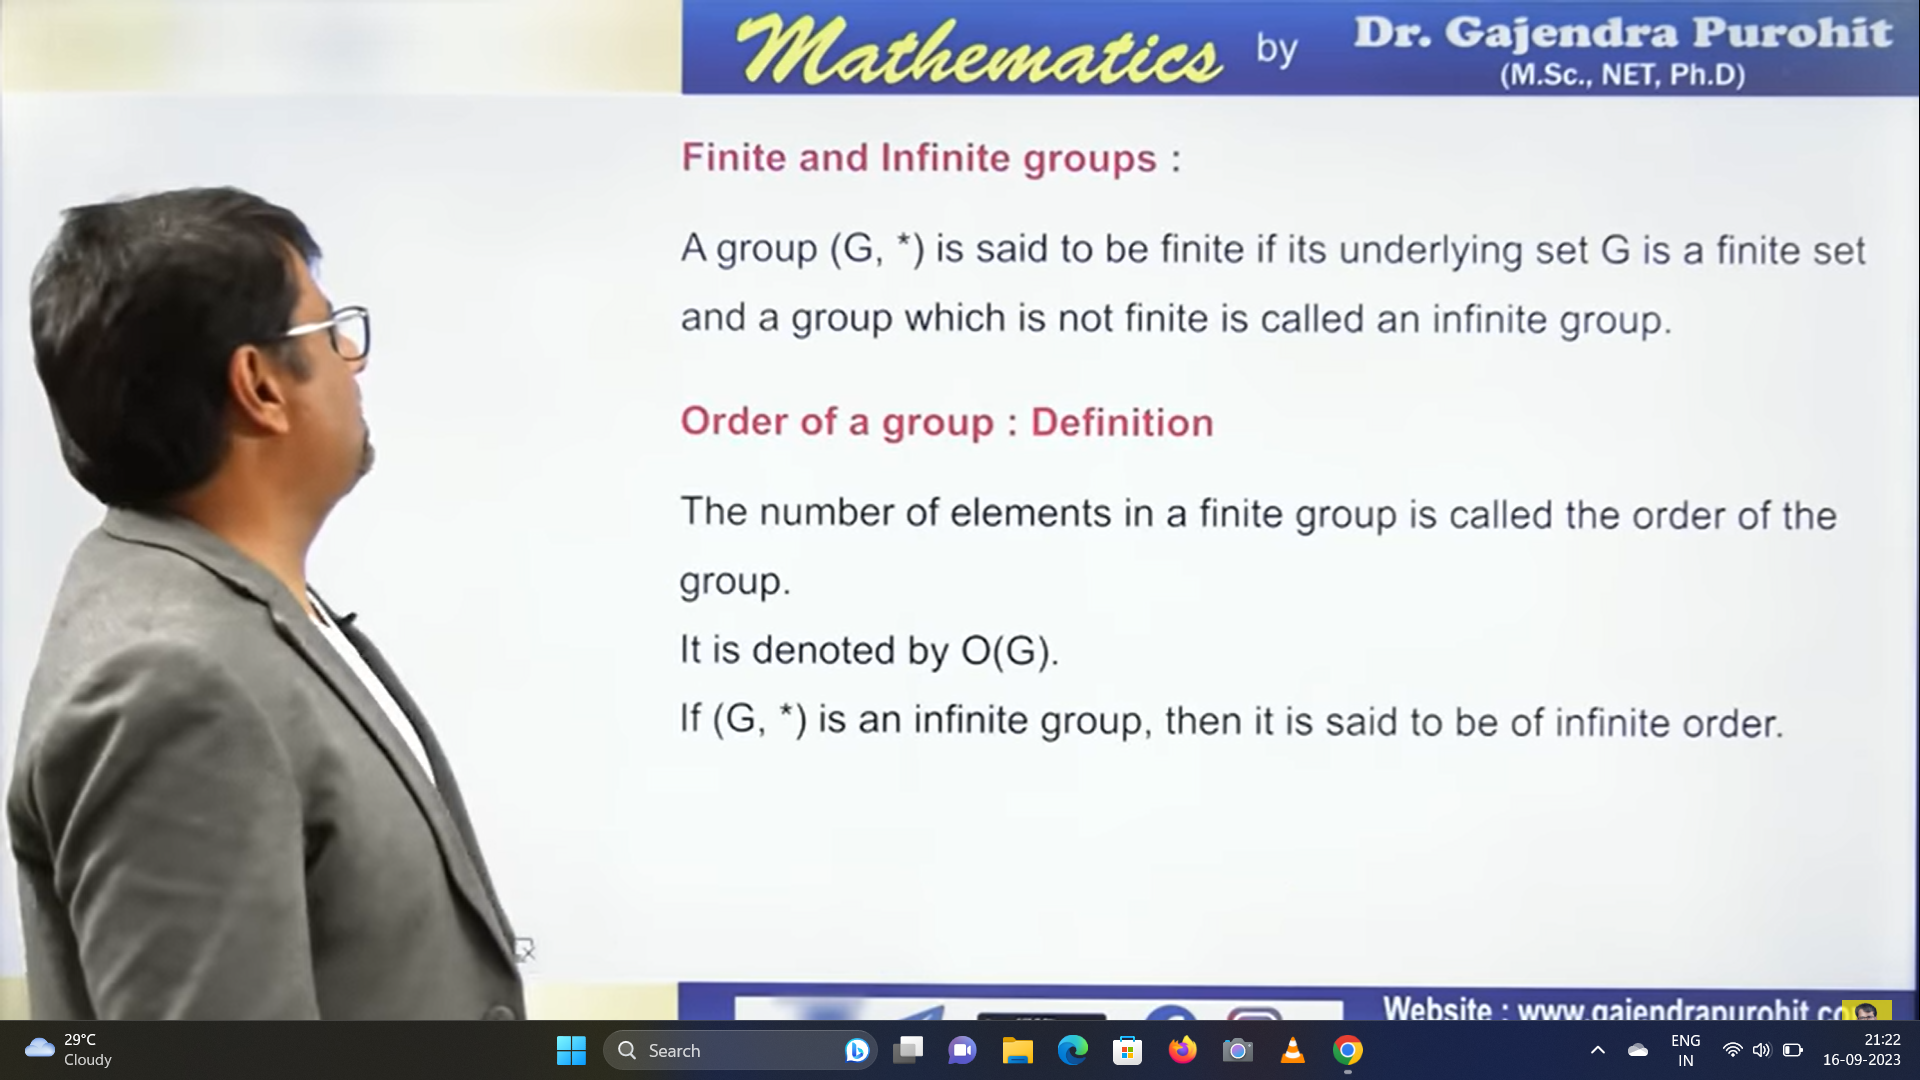 Mathematics by Dr. Gajendra Purohit
(M.Sc., NET, Ph.D)
Finite and Infinite groups :
A group (G, *) is said to be finite if its underlying set G is a finite set
and a group which is not finite is called an infinite group.
Order of a group : Definition
The number of elements in a finite group is called the order of the
group.
It is denoted by O(G).
If (G, *) is an infinite group, then it is said to be of infinite order.
Website : www.gajendrapurohit.co
29°C
Cloudy
Search
ENG
IN
21:22
16-09-2023